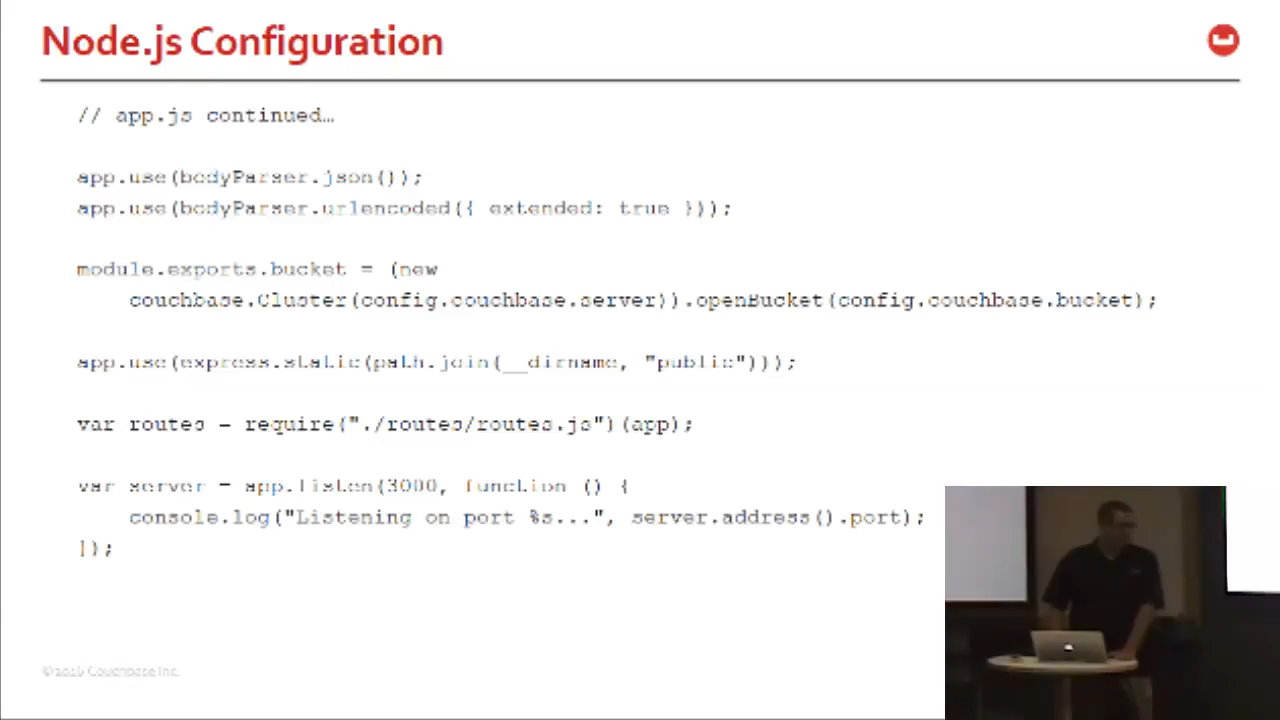 Node.js Configuration
// app.js continued…
app.use(bodyParser.json());
app.use(bodyParser.urlencoded({ extended: true }));
module.exports.bucket = (new
couchbase.Cluster(config.couchbase.server)).openBucket(config.couchbase.bucket);
app.use(express.static(path.join(__dirname, "public")));
var routes = require("./routes/routes.js")(app);
var server = app.listen(3000, function () {
console.log("Listening on port %s...", server.address().port);
});
©2016 Couchbase Inc.